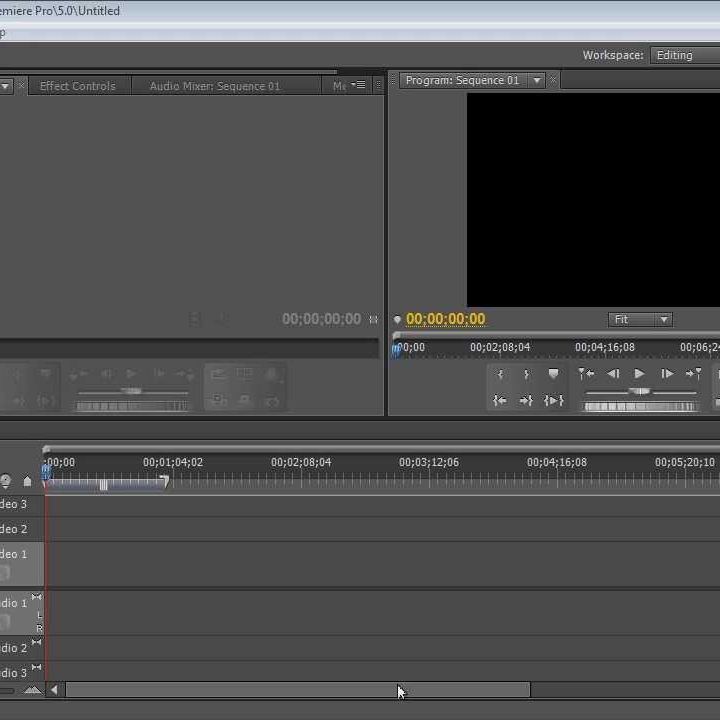 emiere Pro\5.0\Untitled
p
Workspace: Editing
Effect Controls Audio Mixer: Sequence 01 Me
Program: Sequence 01
00;00;00;00
00;00;00;00 Fit
00;00 00;02;08;04 00;04;16;08 00;06;24
;00;00 00;01;04;02 00;02;08;04 00;03;12;06 00;04;16;08 00;05;20;10
deo 3
deo 2
deo 1
dio 1
L
R
dio 2
dio 3